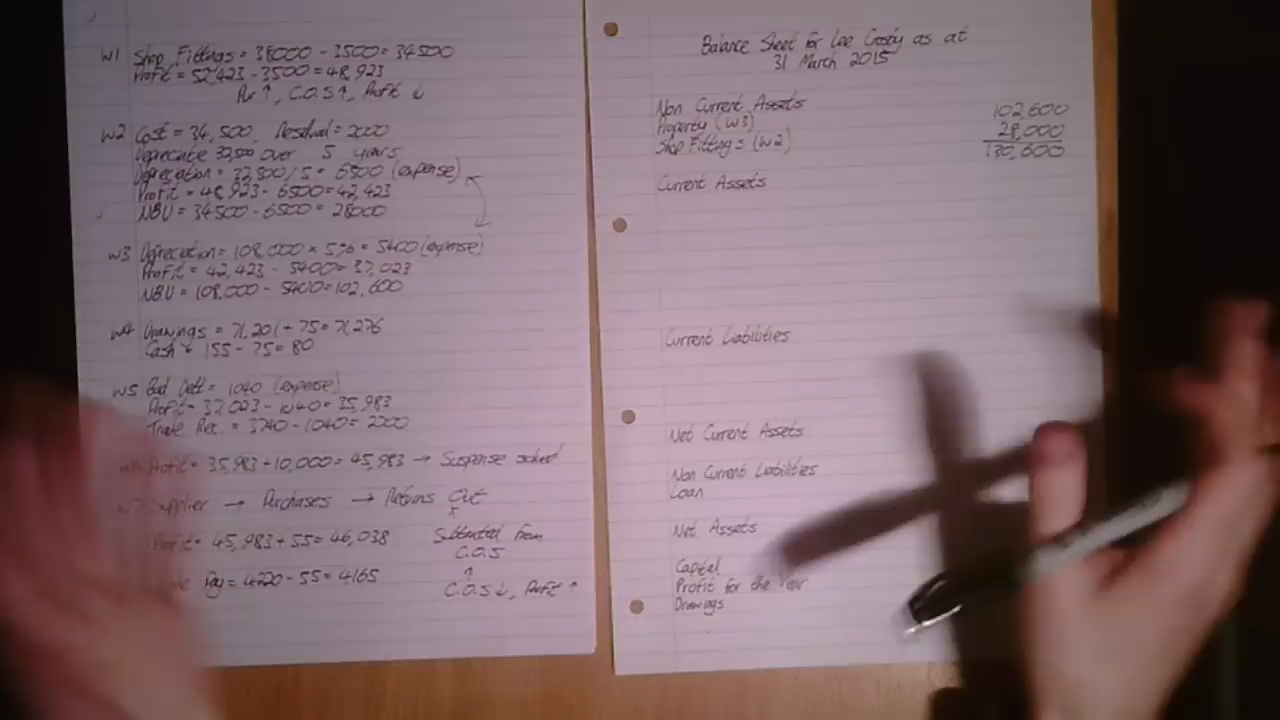 W1 Shop Fittings = 38000 - 3500 = 34500
Profit = 52,423 - 3500 = 48,923
Pur ↑, C.O.S ↑, Profit ↓
W2 Cost = 34,500, Residual = 2000
Depreciate 32,500 over 5 years
Depreciation = 32,500/5 = 6500 (expense)
Profit = 48,923 - 6500 = 42,423
NBV = 34500 - 6500 = 28000
W3 Depreciation = 108,000 x 5% = 5400 (expense)
Profit = 42,423 - 5400 = 37,023
NBV = 108,000 - 5400 = 102,600
W4 Drawings = 71,201 + 75 = 71,276
Cash = 155 - 75 = 80
W5 Bad Debt = 1040 (expense)
Profit = 37,023 - 1040 = 35,983
Trade Rec. = 3240 - 1040 = 2200
Profit = 35,983 + 10,000 = 45,983 → Suspense solved
Supplier → Purchases → Returns Out
Profit = 45,983 + 55 = 46,038 Subtracted from
C.O.S
Pay = 4220 - 55 = 4165
C.O.S ↓, Profit ↑
Balance Sheet for Lee Crosby as at
31 March 2015
Non Current Assets
Property (W3) 102,600
Shop Fittings (W2) 28,000
130,600
Current Assets
Current Liabilities
Net Current Assets
Non Current Liabilities
Loan
Net Assets
Capital
Profit for the Year
Drawings